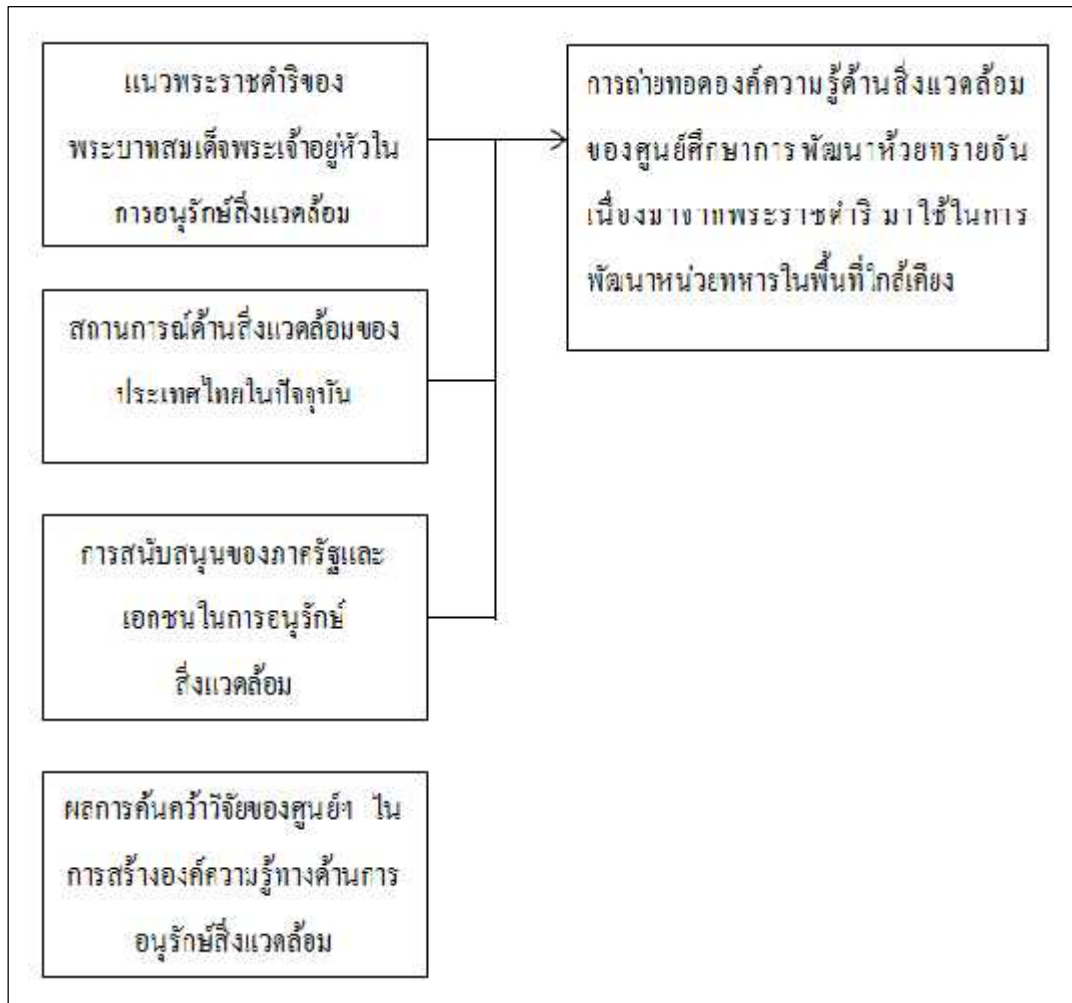 แนวพระราชดำริของ
พระบาทสมเด็จพระเจ้าอยู่หัวใน
การอนุรักษ์สิ่งแวดล้อม
สถานการณ์ด้านสิ่งแวดล้อมของ
ประเทศไทยในปัจจุบัน
การสนับสนุนของภาครัฐและ
เอกชนในการอนุรักษ์
สิ่งแวดล้อม
ผลการค้นคว้าวิจัยของศูนย์ฯ ใน
การสร้างองค์ความรู้ทางด้านการ
อนุรักษ์สิ่งแวดล้อม
การถ่ายทอดองค์ความรู้ด้านสิ่งแวดล้อม
ของศูนย์ศึกษาการพัฒนาห้วยทรายอัน
เนื่องมาจากพระราชดำริ มาใช้ในการ
พัฒนาหน่วยทหารในพื้นที่ใกล้เคียง